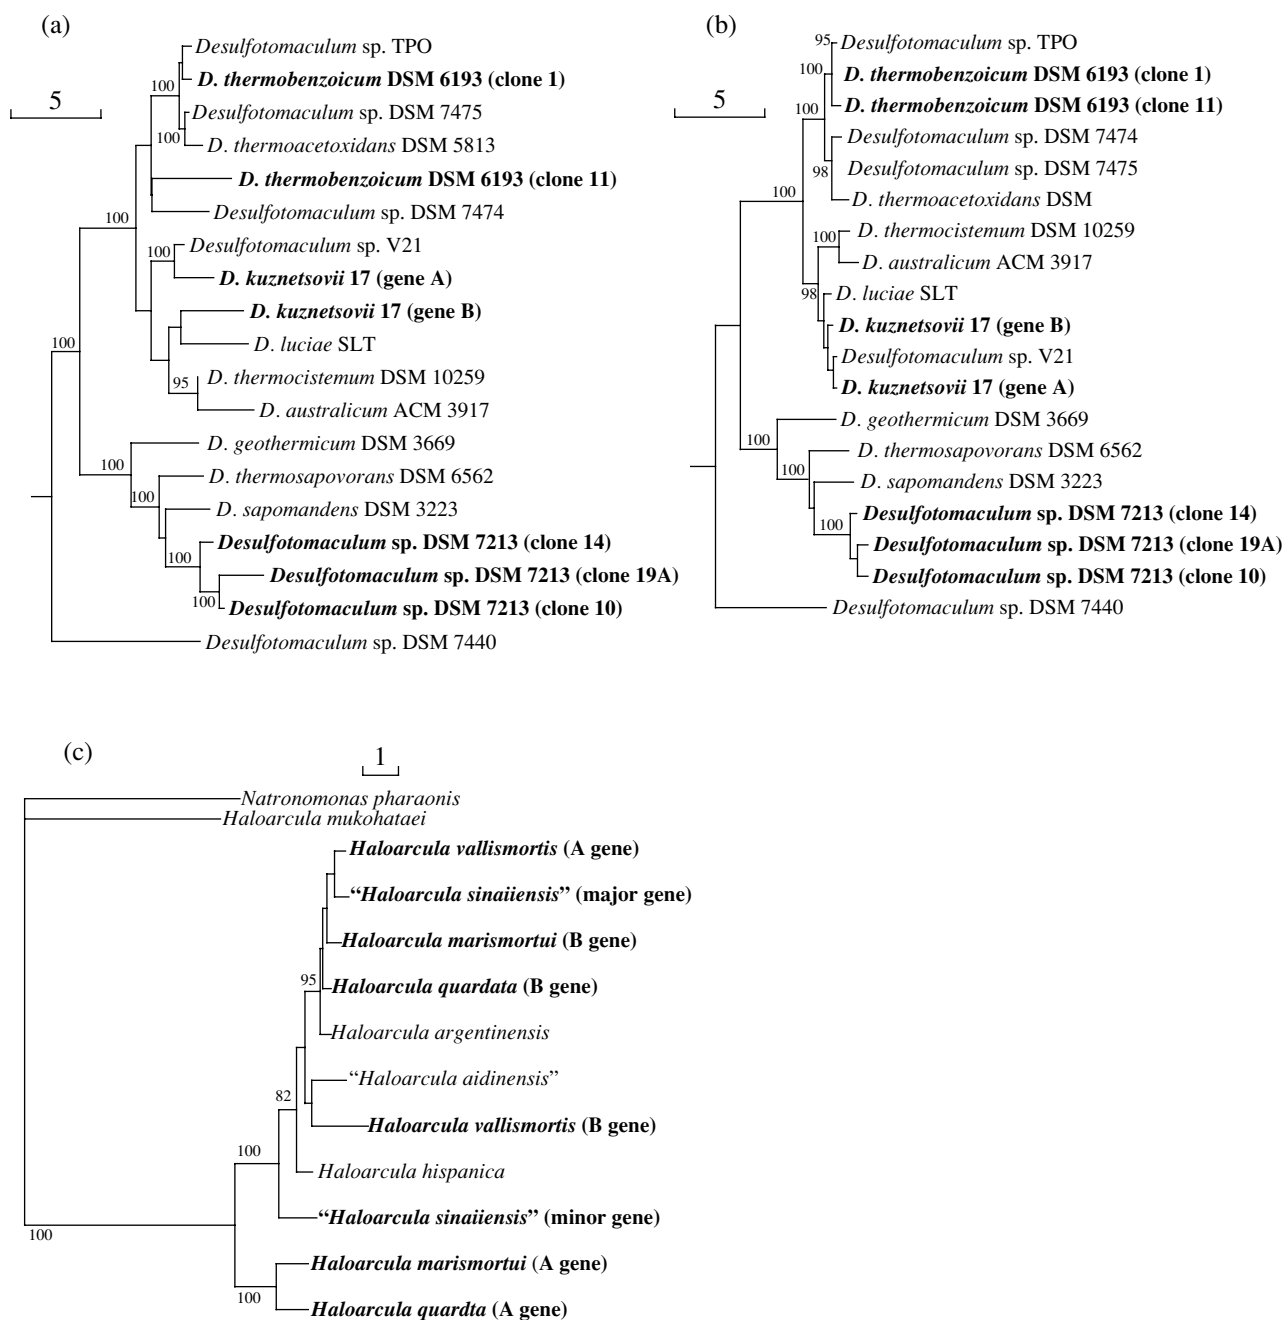 (a)
5
Desulfotomaculum sp. TPO
D. thermobenzoicum DSM 6193 (clone 1)
100
Desulfotomaculum sp. DSM 7475
100
D. thermoacetoxidans DSM 5813
D. thermobenzoicum DSM 6193 (clone 11)
Desulfotomaculum sp. DSM 7474
100
Desulfotomaculum sp. V21
100
D. kuznetsovii 17 (gene A)
D. kuznetsovii 17 (gene B)
D. luciae SLT
100
D. thermocistemum DSM 10259
95
D. australicum ACM 3917
D. geothermicum DSM 3669
100
D. thermosapovorans DSM 6562
100
D. sapomandens DSM 3223
Desulfotomaculum sp. DSM 7213 (clone 14)
100
Desulfotomaculum sp. DSM 7213 (clone 19A)
100
Desulfotomaculum sp. DSM 7213 (clone 10)
Desulfotomaculum sp. DSM 7440
(b)
5
95
Desulfotomaculum sp. TPO
100
D. thermobenzoicum DSM 6193 (clone 1)
D. thermobenzoicum DSM 6193 (clone 11)
100
Desulfotomaculum sp. DSM 7474
Desulfotomaculum sp. DSM 7475
98
100
D. thermoacetoxidans DSM
D. thermocistemum DSM 10259
100
D. australicum ACM 3917
98
D. luciae SLT
D. kuznetsovii 17 (gene B)
Desulfotomaculum sp. V21
D. kuznetsovii 17 (gene A)
D. geothermicum DSM 3669
100
D. thermosapovorans DSM 6562
100
D. sapomandens DSM 3223
Desulfotomaculum sp. DSM 7213 (clone 14)
100
Desulfotomaculum sp. DSM 7213 (clone 19A)
Desulfotomaculum sp. DSM 7213 (clone 10)
Desulfotomaculum sp. DSM 7440
(c)
1
Natronomonas pharaonis
Haloarcula mukohataei
Haloarcula vallismortis (A gene)
“Haloarcula sinaiiensis” (major gene)
Haloarcula marismortui (B gene)
95
Haloarcula quardata (B gene)
Haloarcula argentinensis
“Haloarcula aidinensis”
82
Haloarcula vallismortis (B gene)
100
Haloarcula hispanica
“Haloarcula sinaiiensis” (minor gene)
100
Haloarcula marismortui (A gene)
100
Haloarcula quardta (A gene)